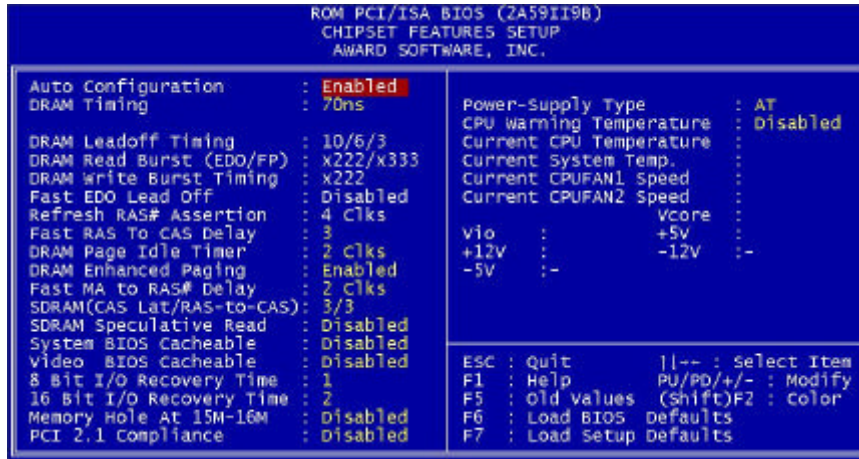 ROM PCI/ISA BIOS (2A59II9B)
CHIPSET FEATURES SETUP
AWARD SOFTWARE, INC.
Auto Configuration : Enabled
DRAM Timing : 70ns
DRAM Leadoff Timing : 10/6/3
DRAM Read Burst (EDO/FP) : x222/x333
DRAM Write Burst Timing : x222
Fast EDO Lead Off : Disabled
Refresh RAS# Assertion : 4 Clks
Fast RAS To CAS Delay : 3
DRAM Page Idle Timer : 2 Clks
DRAM Enhanced Paging : Enabled
Fast MA to RAS# Delay : 2 Clks
SDRAM(CAS Lat/RAS-to-CAS): 3/3
SDRAM Speculative Read : Disabled
System BIOS Cacheable : Disabled
Video BIOS Cacheable : Disabled
8 Bit I/O Recovery Time : 1
16 Bit I/O Recovery Time : 2
Memory Hole At 15M-16M : Disabled
PCI 2.1 Compliance : Disabled
Power-Supply Type : AT
CPU Warning Temperature : Disabled
Current CPU Temperature :
Current System Temp. :
Current CPUFAN1 Speed :
Current CPUFAN2 Speed :
Vcore :
Vio : +5V :
+12V : -12V :-
-5V :-
ESC : Quit ][←→ : Select Item
F1 : Help PU/PD/+/- : Modify
F5 : Old Values (Shift)F2 : Color
F6 : Load BIOS Defaults
F7 : Load Setup Defaults